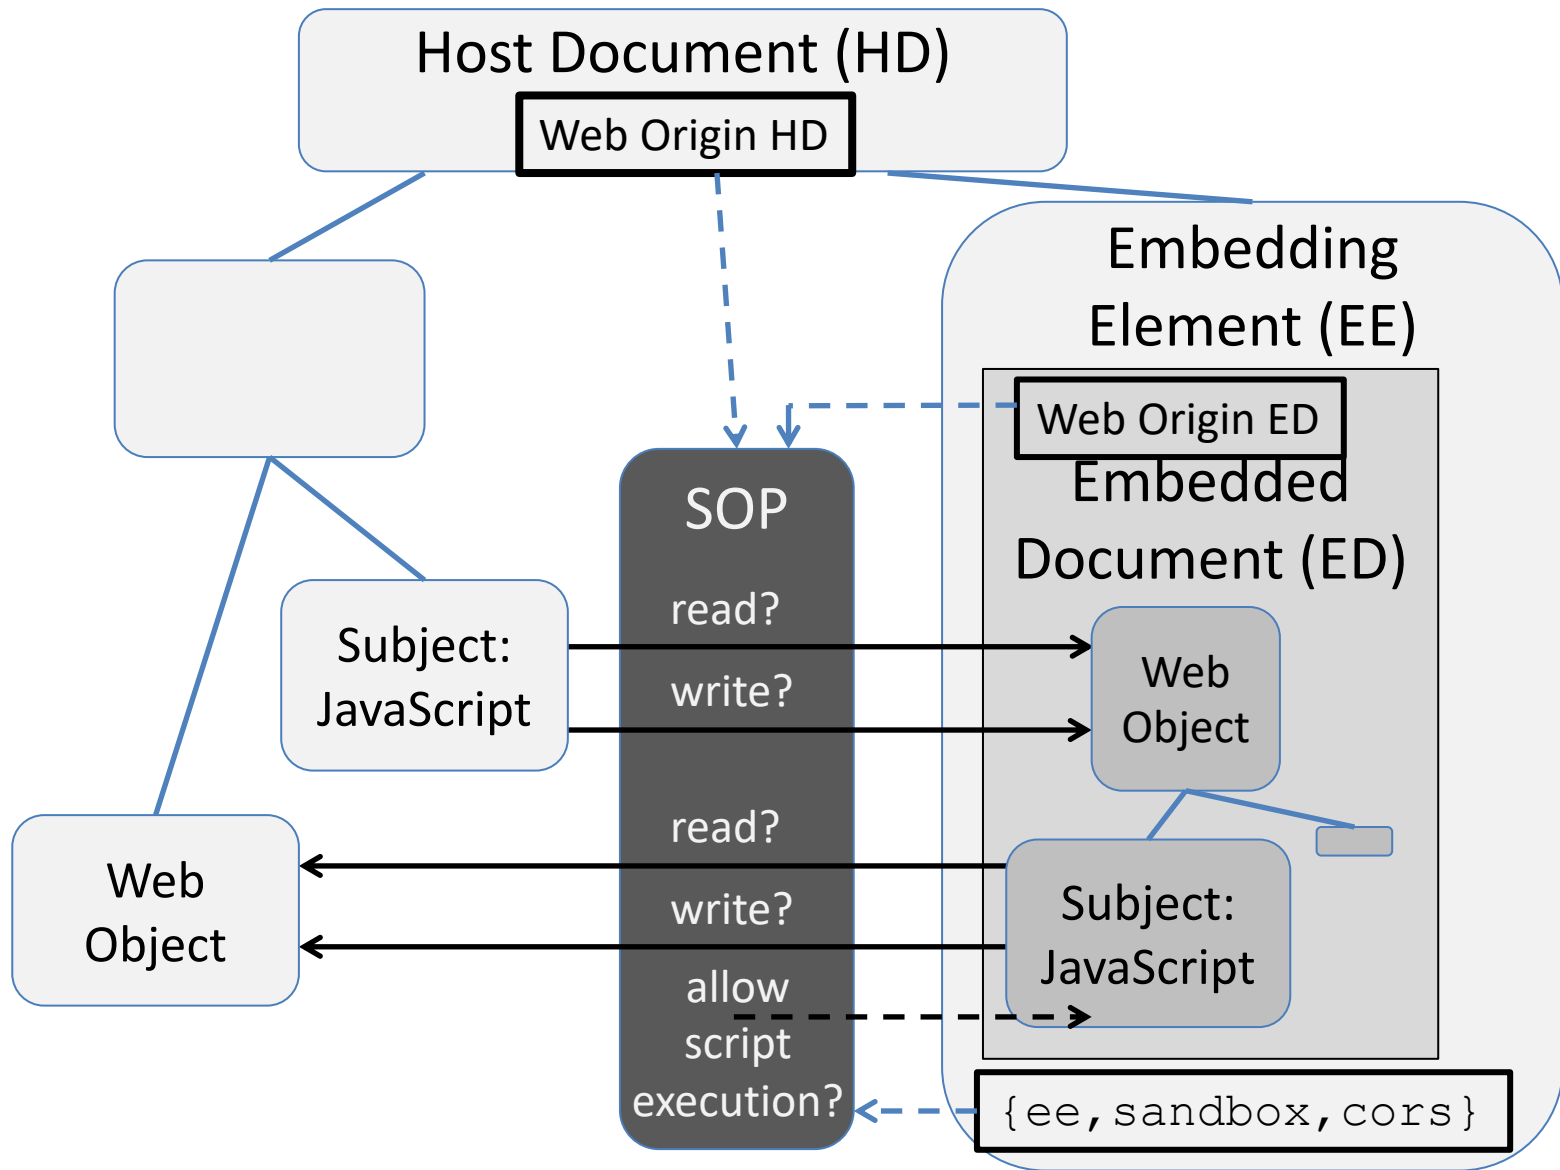 Host Document (HD)
Web Origin HD
Embedding
Element (EE)
Web Origin ED
Embedded
Document (ED)
SOP
read?
write?
Subject:
JavaScript
Web
Object
read?
write?
Web
Object
Subject:
JavaScript
allow
script
execution?
{ee,sandbox,cors}